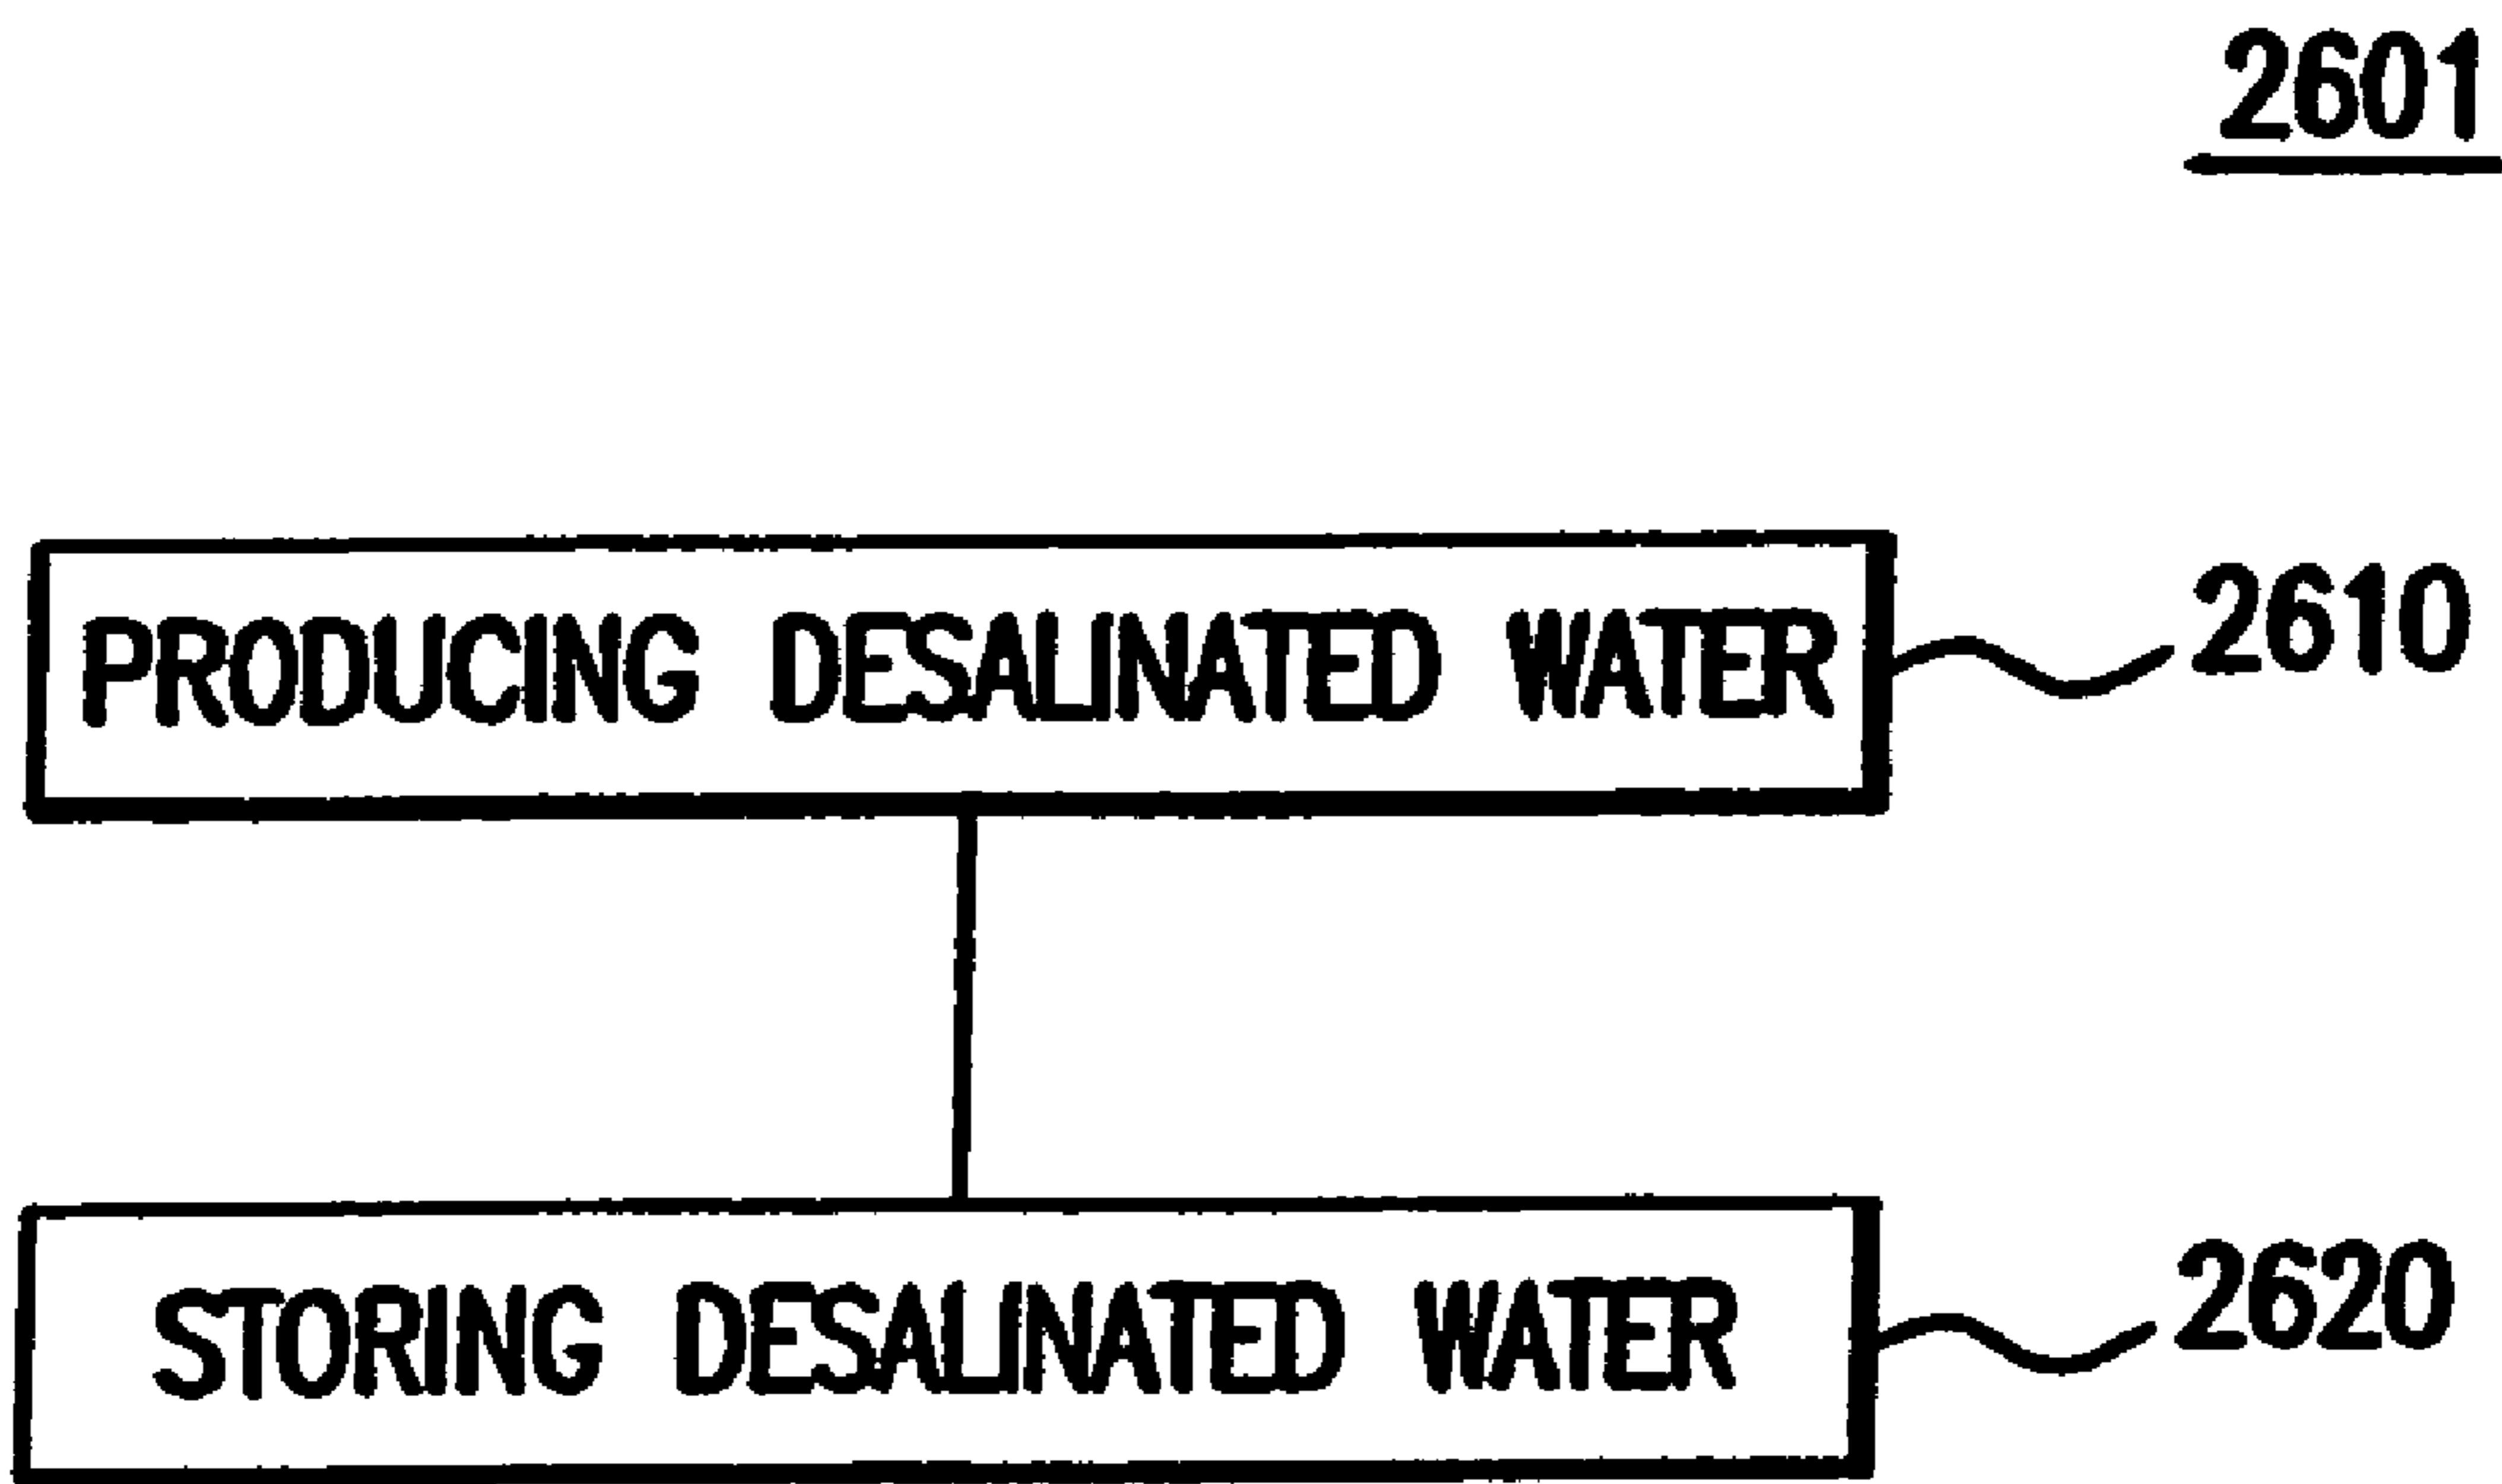 2601
PRODUCING DESALINATED WATER 2610
STORING DESALINATED WATER 2620